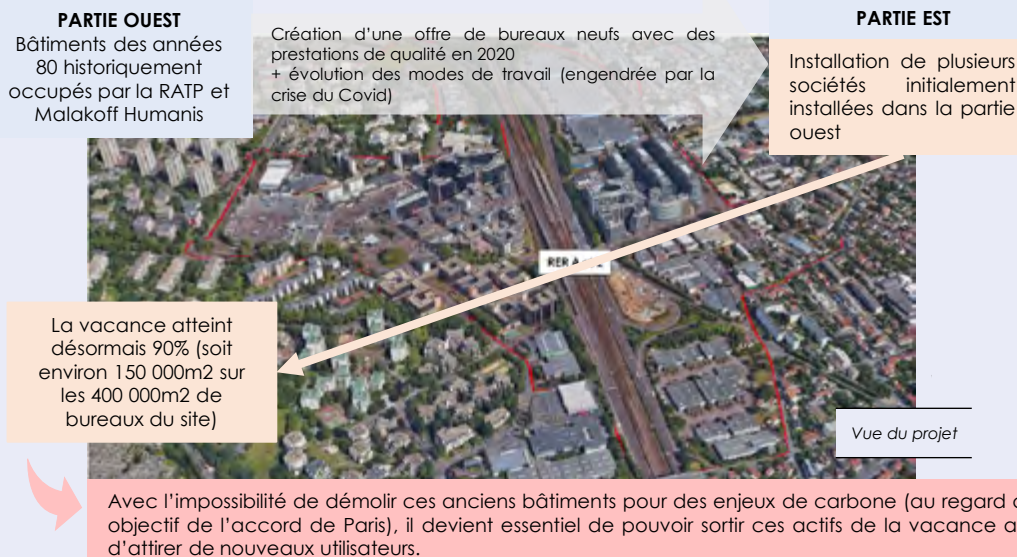 PARTIE OUEST
Bâtiments des années
80 historiquement
occupés par la RATP et
Malakoff Humanis
Création d'une offre de bureaux neufs avec des
prestations de qualité en 2020
+ évolution des modes de travail (engendrée par la
crise du Covid)
PARTIE EST
Installation de plusieurs
sociétés initialement
installées dans la partie
ouest
RER A
La vacance atteint
désormais 90% (soit
environ 150 000m2 sur
les 400 000m2 de
bureaux du site)
Vue du projet
Avec l'impossibilité de démolir ces anciens bâtiments pour des enjeux de carbone (au regard
objectif de l'accord de Paris), il devient essentiel de pouvoir sortir ces actifs de la vacance
d'attirer de nouveaux utilisateurs.